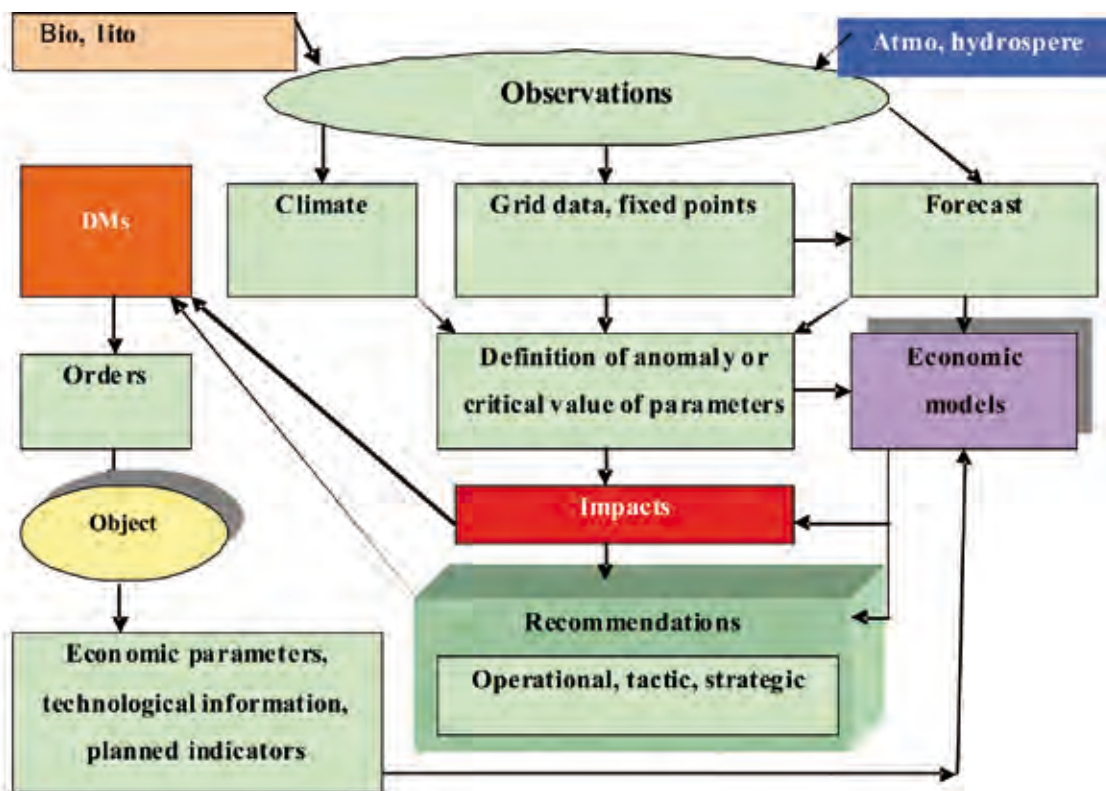 Bio, lito
Atmo, hydrospere
Observations
DMs
Climate
Grid data, fixed points
Forecast
Orders
Definition of anomaly or
critical value of parameters
Economic
models
Object
Impacts
Recommendations
Operational, tactic, strategic
Economic parameters,
technological information,
planned indicators